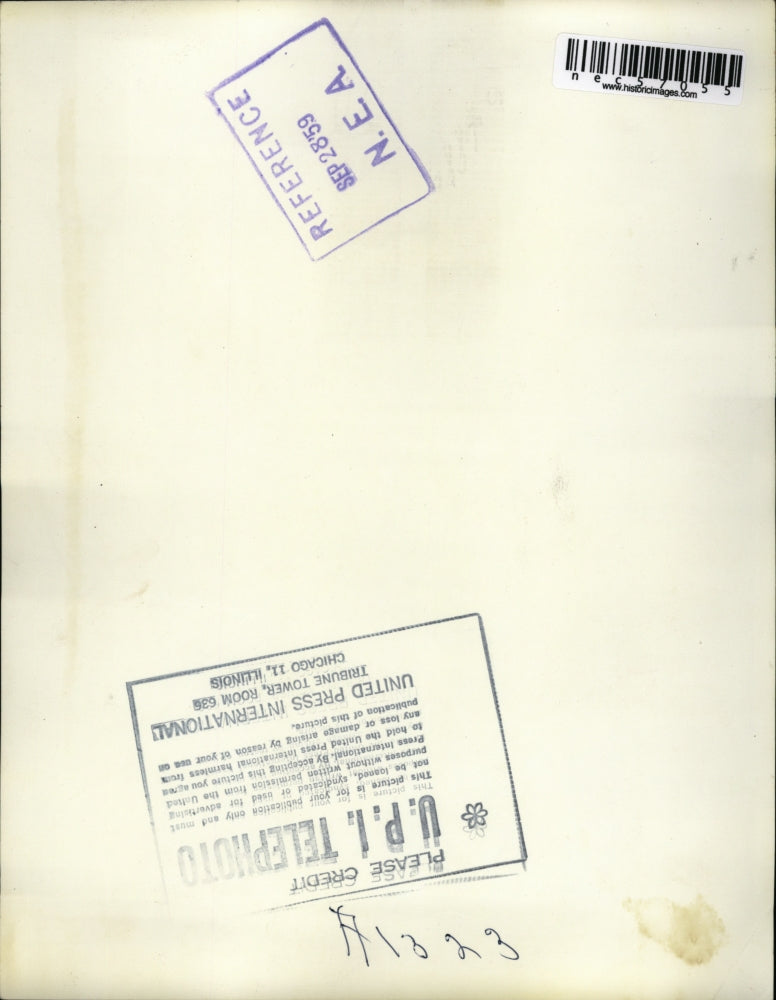 necs7055
www.historicimages.com
REFERENCE
SEP 28 59
N.E.A.
PLEASE CREDIT
U.P.I. TELEPHOTO
This picture is for your publication only and must
not be loaned, syndicated or used for advertising
purposes without written permission from the United
Press International. By accepting this picture you agree
to hold the United Press International harmless from
any loss or damage arising by reason of your use on
publication of this picture.
UNITED PRESS INTERNATIONAL
TRIBUNE TOWER, ROOM 636
CHICAGO 11, ILLINOIS
A1323